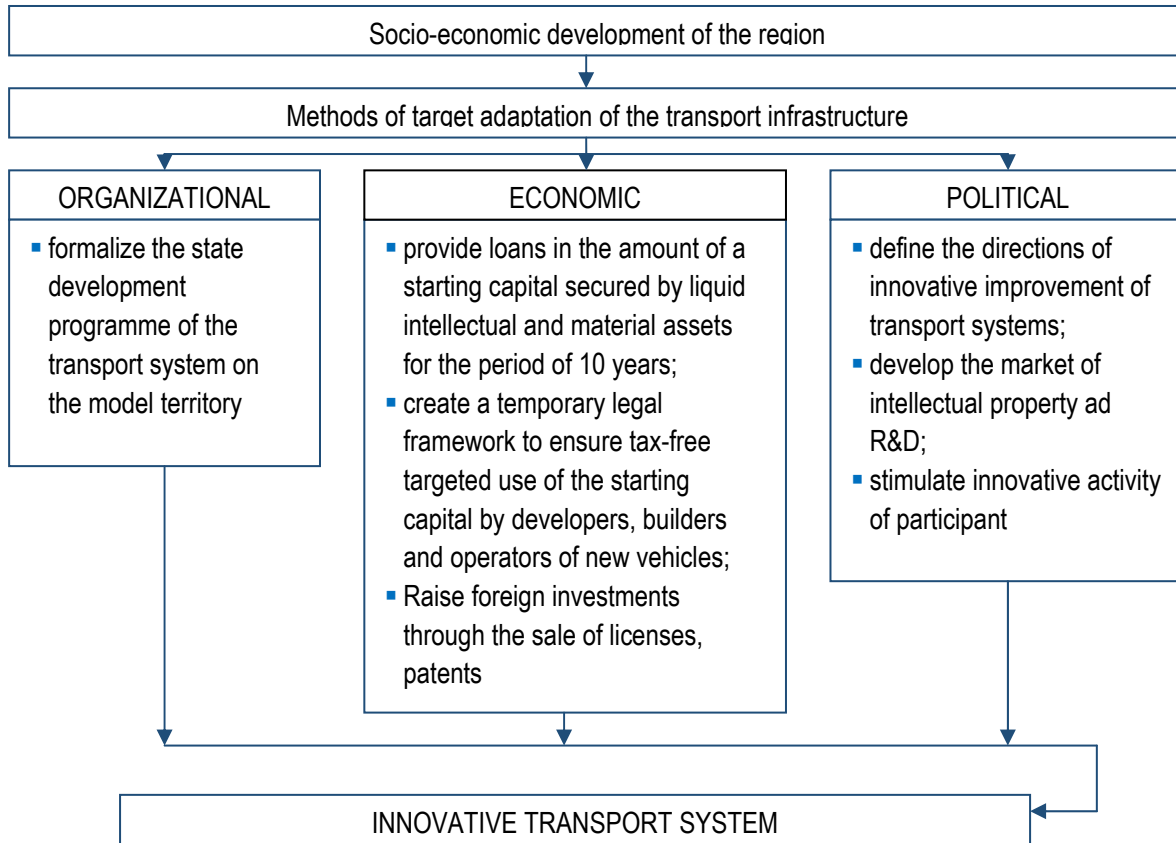 Socio-economic development of the region
Methods of target adaptation of the transport infrastructure
ORGANIZATIONAL
▪ formalize the state
development
programme of the
transport system on
the model territory
ECONOMIC
▪ provide loans in the amount of a
starting capital secured by liquid
intellectual and material assets
for the period of 10 years;
▪ create a temporary legal
framework to ensure tax-free
targeted use of the starting
capital by developers, builders
and operators of new vehicles;
▪ Raise foreign investments
through the sale of licenses,
patents
POLITICAL
▪ define the directions of
innovative improvement of
transport systems;
▪ develop the market of
intellectual property ad
R&D;
▪ stimulate innovative activity
of participant
INNOVATIVE TRANSPORT SYSTEM